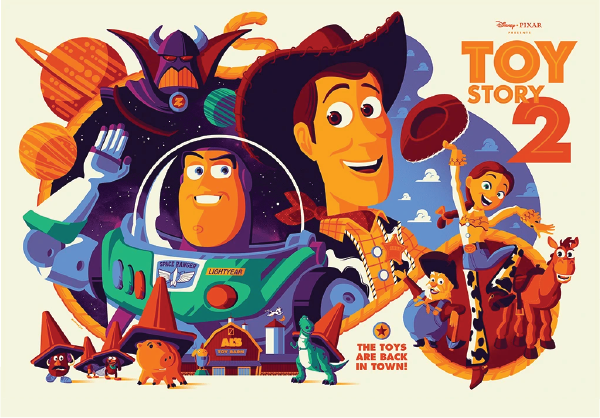 Disney · PIXAR
PRESENTS
TOY
STORY
2
Z
SPACE RANGER
LIGHTYEAR
AL'S
TOY BARN
THE TOYS
ARE BACK
IN TOWN!